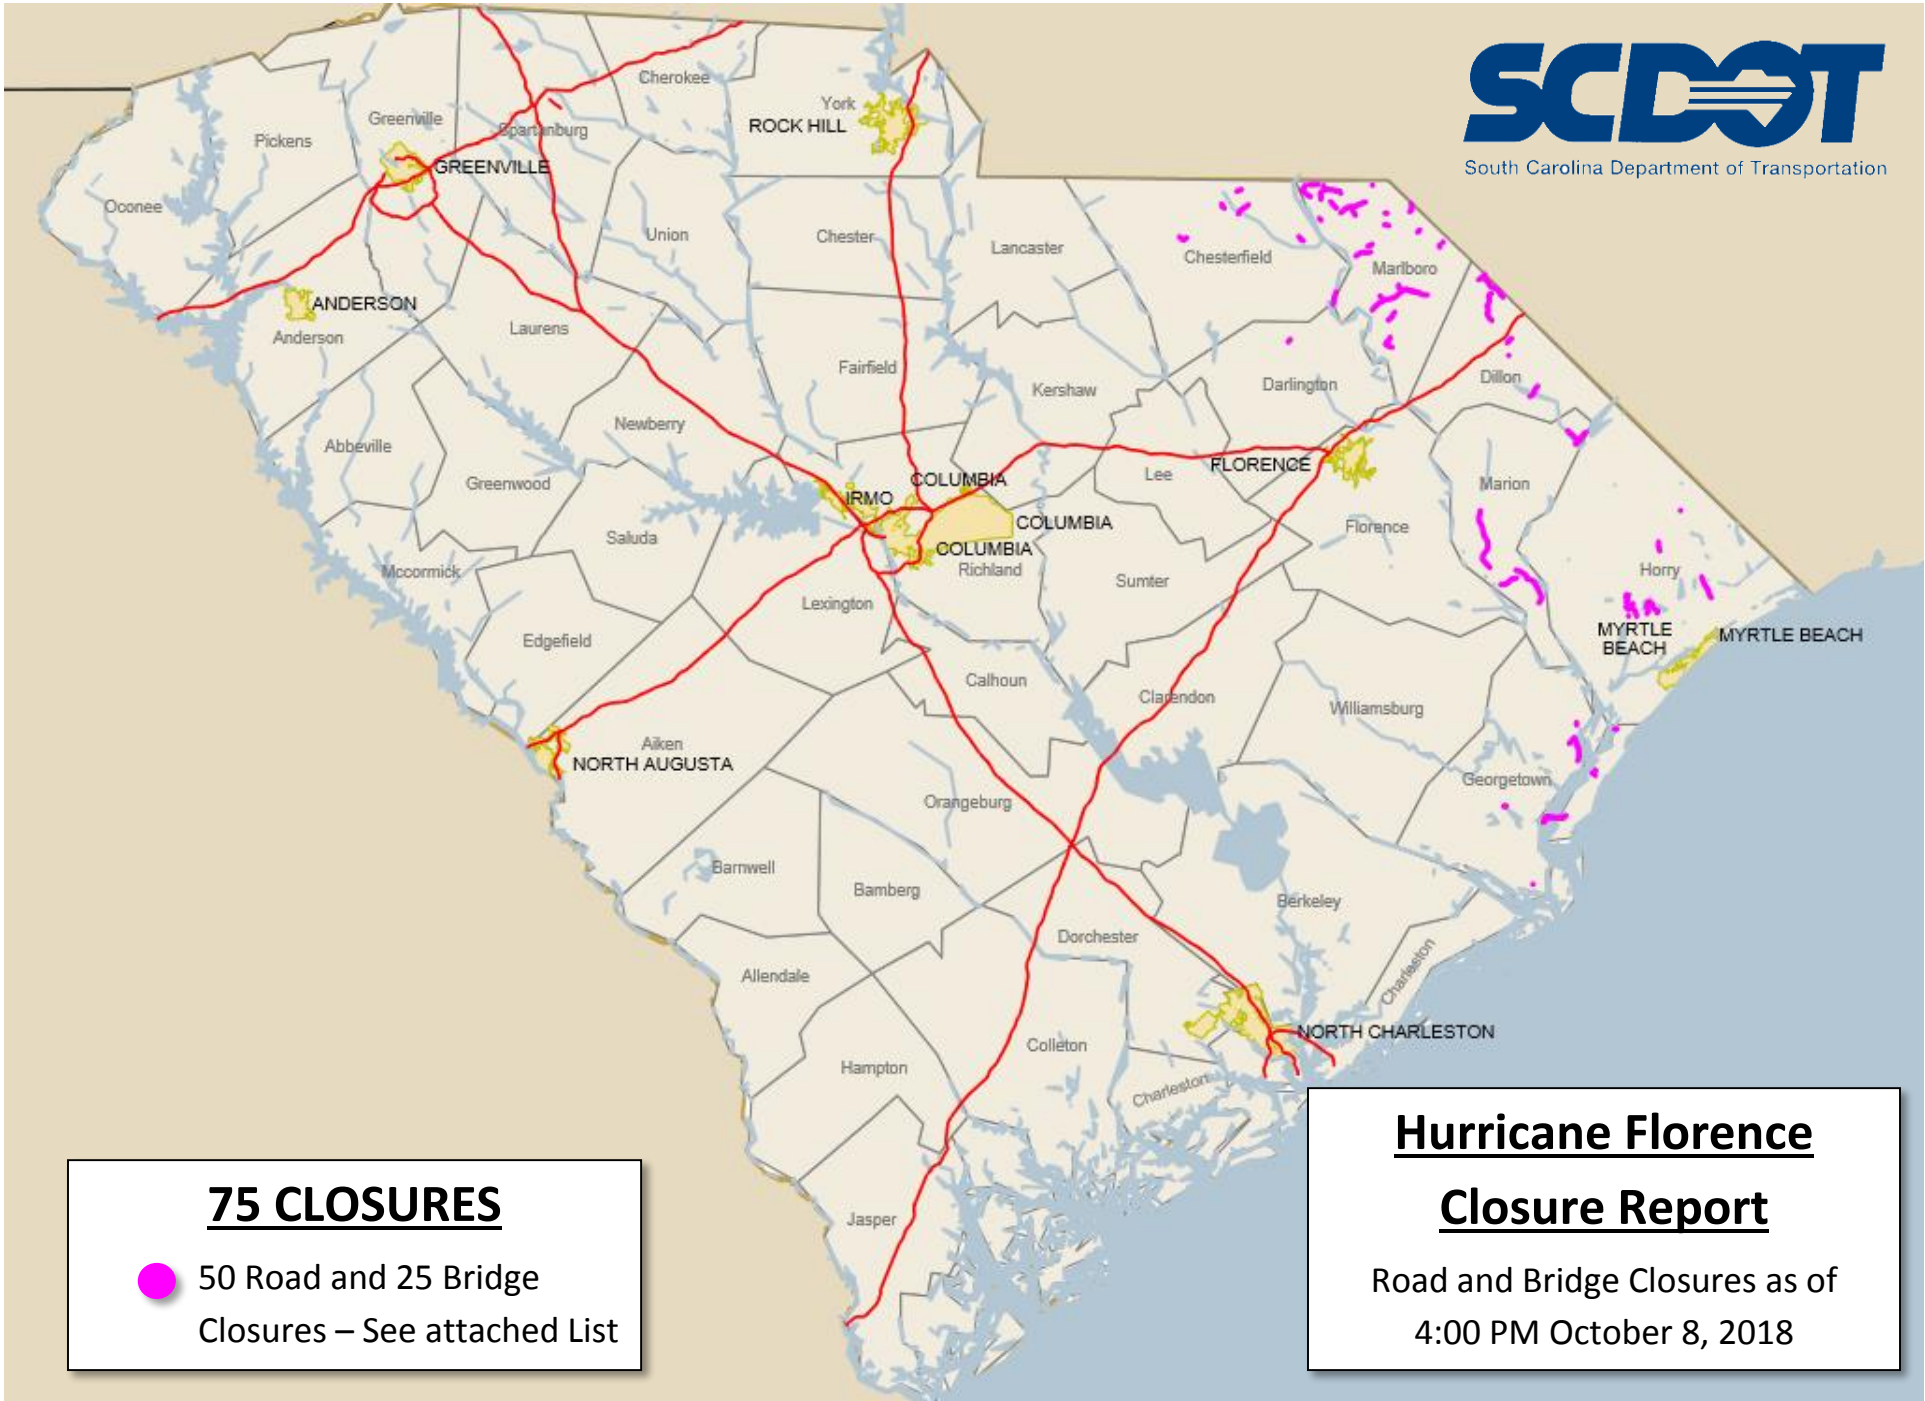 SCDOT
South Carolina Department of Transportation
Cherokee
York
ROCK HILL
Greenville
Pickens
Spartanburg
GREENVILLE
Oconee
Union
Chester
Lancaster
Chesterfield
Marlboro
ANDERSON
Anderson
Laurens
Fairfield
Kershaw
Darlington
Dillon
Newberry
Abbeville
Greenwood
IRMO
COLUMBIA
Lee
FLORENCE
Marion
COLUMBIA
Florence
Saluda
COLUMBIA
Richland
Mccormick
Sumter
Horry
Lexington
Edgefield
MYRTLE
BEACH
MYRTLE BEACH
Calhoun
Clarendon
Williamsburg
Aiken
NORTH AUGUSTA
Georgetown
Orangeburg
Barnwell
Bamberg
Berkeley
Dorchester
Charleston
Allendale
NORTH CHARLESTON
Colleton
Hampton
Charleston
Jasper
75 CLOSURES
50 Road and 25 Bridge
Closures – See attached List
Hurricane Florence
Closure Report
Road and Bridge Closures as of
4:00 PM October 8, 2018